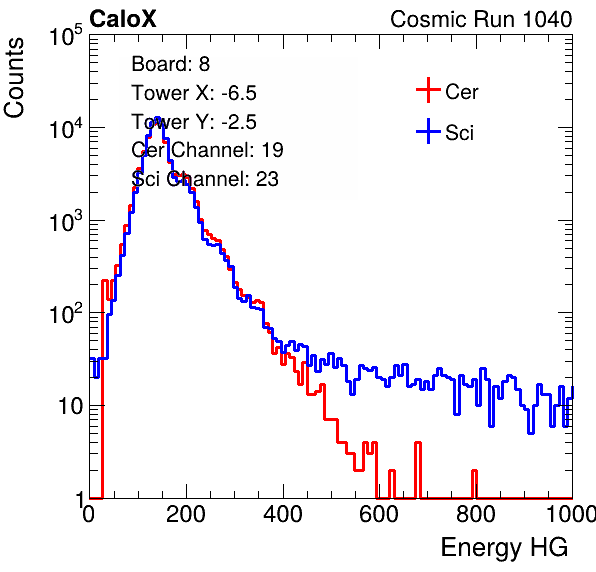 CaloX Cosmic Run 1040
Counts
Board: 8
Tower X: -6.5
Tower Y: -2.5
Cer Channel: 19
Sci Channel: 23
Cer
Sci
10^5
10^4
10^3
10^2
10
1
0 200 400 600 800 1000
Energy HG